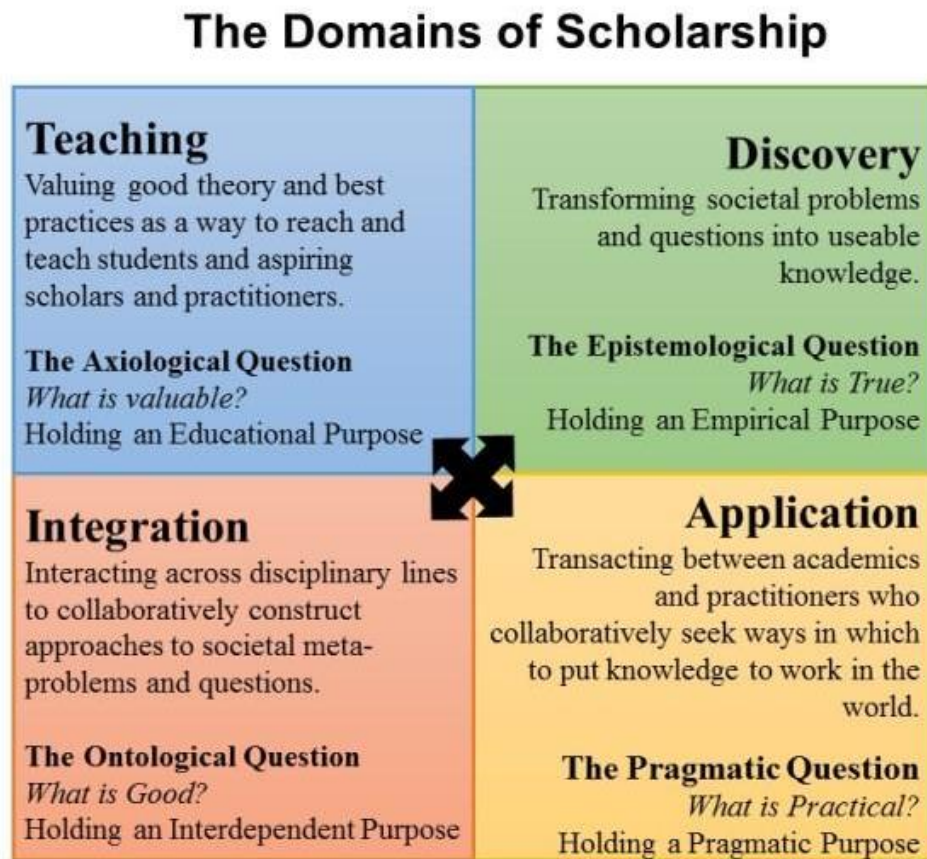 The Domains of Scholarship
Teaching
Valuing good theory and best
practices as a way to reach and
teach students and aspiring
scholars and practitioners.
The Axiological Question
What is valuable?
Holding an Educational Purpose
Discovery
Transforming societal problems
and questions into useable
knowledge.
The Epistemological Question
What is True?
Holding an Empirical Purpose
Integration
Interacting across disciplinary lines
to collaboratively construct
approaches to societal meta-
problems and questions.
The Ontological Question
What is Good?
Holding an Interdependent Purpose
Application
Transacting between academics
and practitioners who
collaboratively seek ways in which
to put knowledge to work in the
world.
The Pragmatic Question
What is Practical?
Holding a Pragmatic Purpose